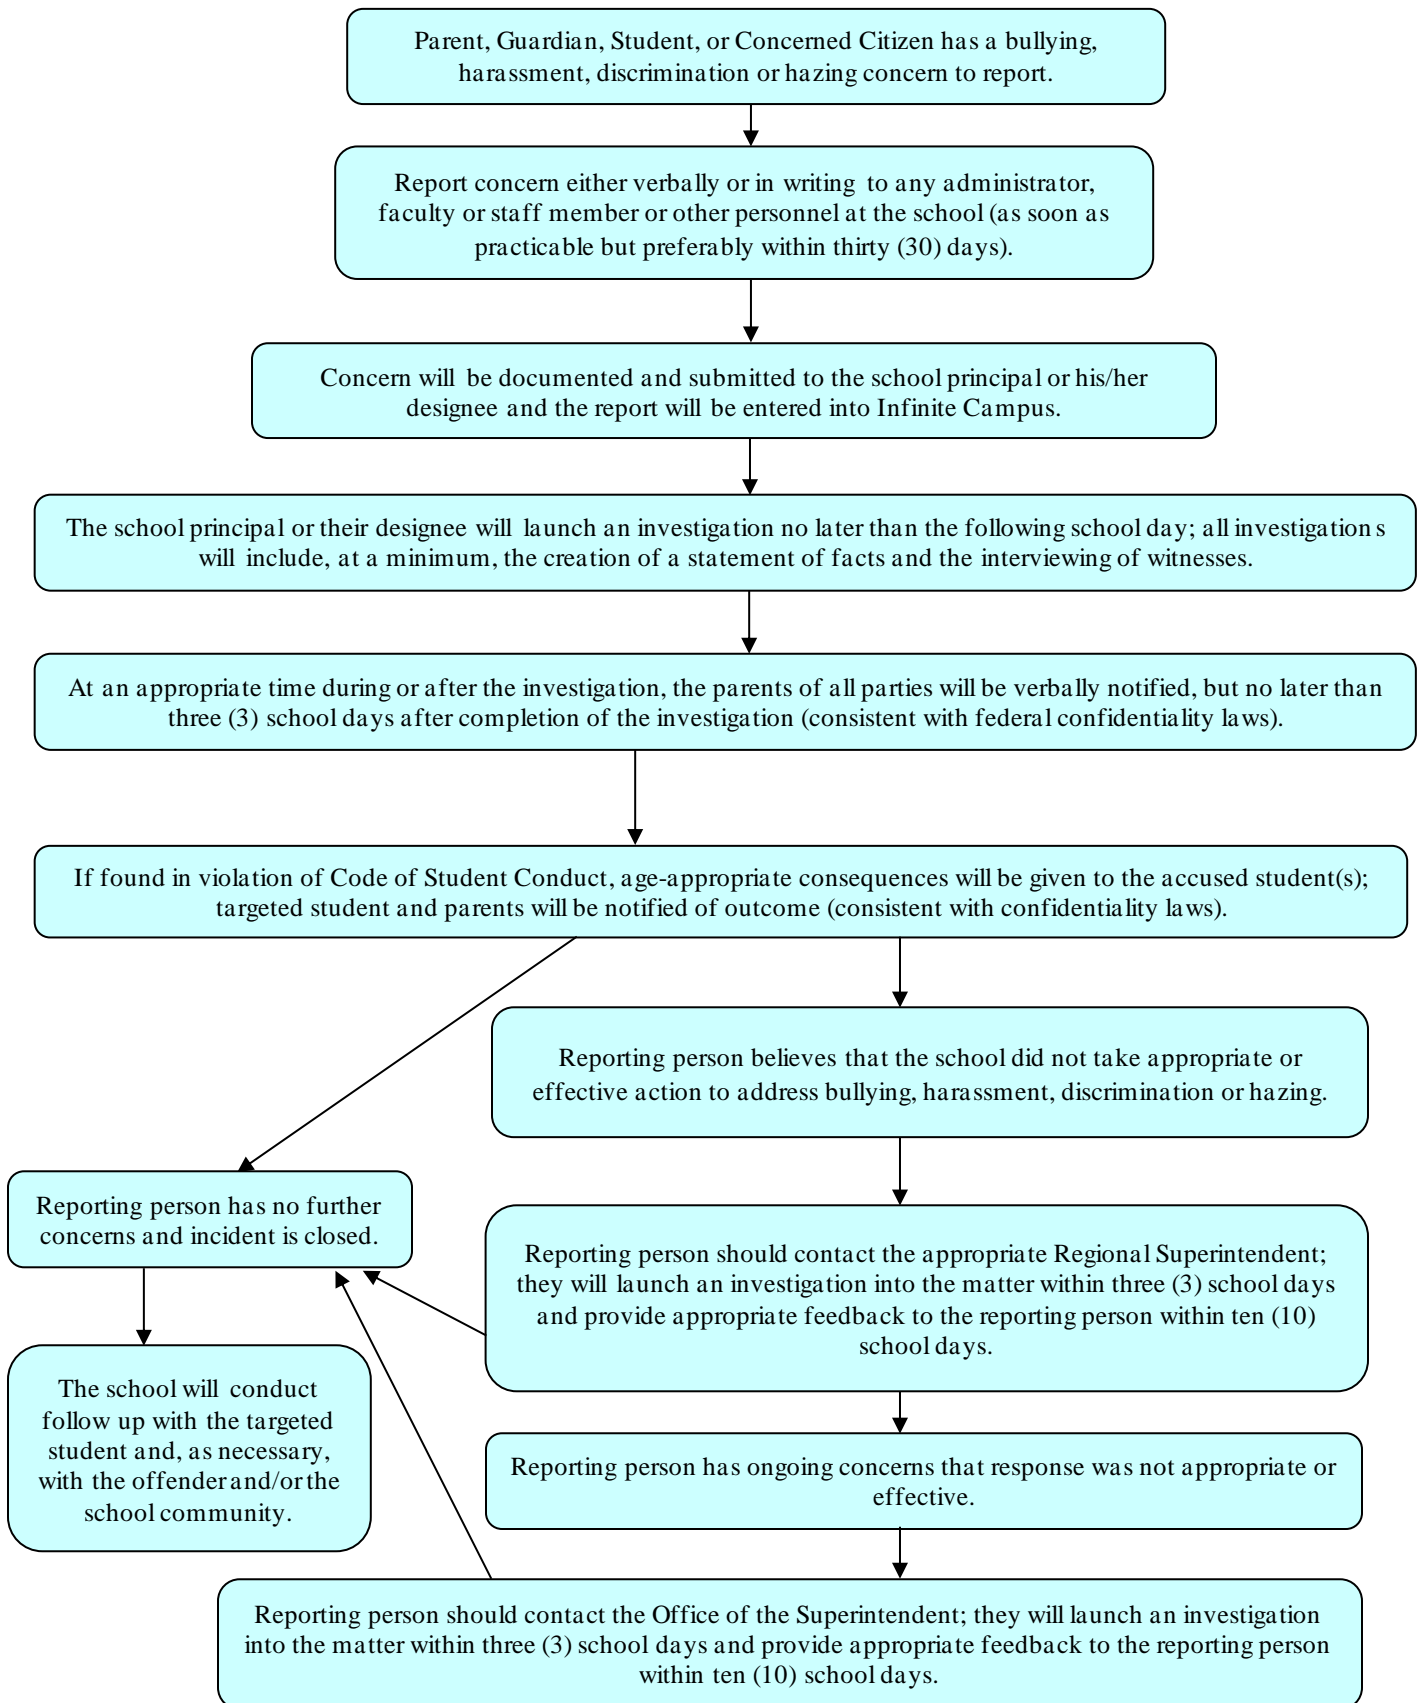 Parent, Guardian, Student, or Concerned Citizen has a bullying,
harassment, discrimination or hazing concern to report.
Report concern either verbally or in writing to any administrator,
faculty or staff member or other personnel at the school (as soon as
practicable but preferably within thirty (30) days).
Concern will be documented and submitted to the school principal or his/her
designee and the report will be entered into Infinite Campus.
The school principal or their designee will launch an investigation no later than the following school day; all investigations
will include, at a minimum, the creation of a statement of facts and the interviewing of witnesses.
At an appropriate time during or after the investigation, the parents of all parties will be verbally notified, but no later than
three (3) school days after completion of the investigation (consistent with federal confidentiality laws).
If found in violation of Code of Student Conduct, age-appropriate consequences will be given to the accused student(s);
targeted student and parents will be notified of outcome (consistent with confidentiality laws).
Reporting person believes that the school did not take appropriate or
effective action to address bullying, harassment, discrimination or hazing.
Reporting person has no further
concerns and incident is closed.
Reporting person should contact the appropriate Regional Superintendent;
they will launch an investigation into the matter within three (3) school days
and provide appropriate feedback to the reporting person within ten (10)
school days.
The school will conduct
follow up with the targeted
student and, as necessary,
with the offender and/or the
school community.
Reporting person has ongoing concerns that response was not appropriate or
effective.
Reporting person should contact the Office of the Superintendent; they will launch an investigation
into the matter within three (3) school days and provide appropriate feedback to the reporting person
within ten (10) school days.